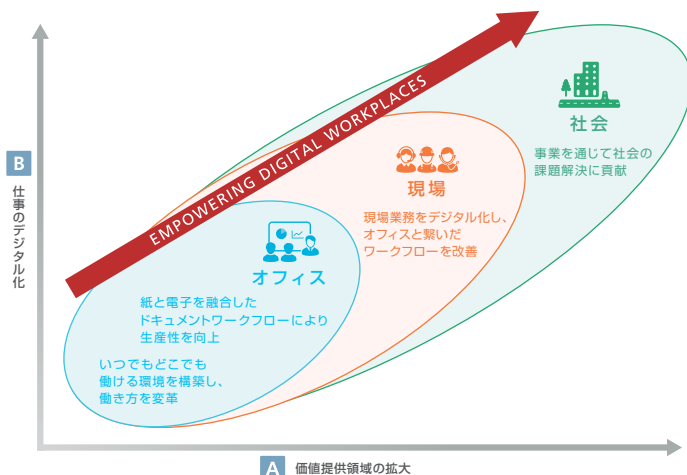 EMPOWERING DIGITAL WORKPLACES
社会
事業を通じて社会の
課題解決に貢献
現場
現場業務をデジタル化し、
オフィスと繋いだ
ワークフローを改善
オフィス
紙と電子を融合した
ドキュメントワークフローにより
生産性を向上
いつでもどこでも
働ける環境を構築し、
働き方を変革
B
仕事のデジタル化
A 価値提供領域の拡大